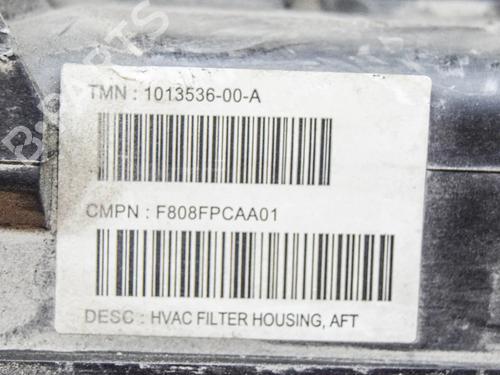 TMN : 1013536-00-A
CMPN : F808FPCAA01
DESC : HVAC FILTER HOUSING, AFT